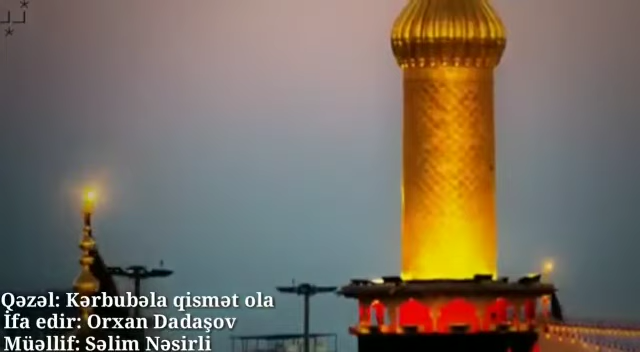 Qəzəl: Kərbubəla qismət ola
İfa edir: Orxan Dadaşov
Müəllif: Səlim Nəsirli